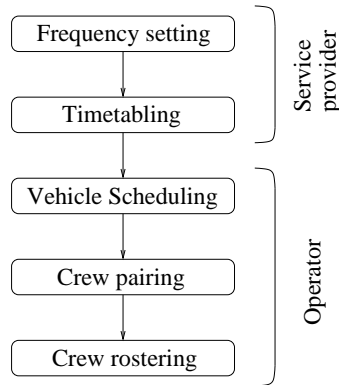 Frequency setting
Timetabling
Service
provider
Vehicle Scheduling
Crew pairing
Crew rostering
Operator